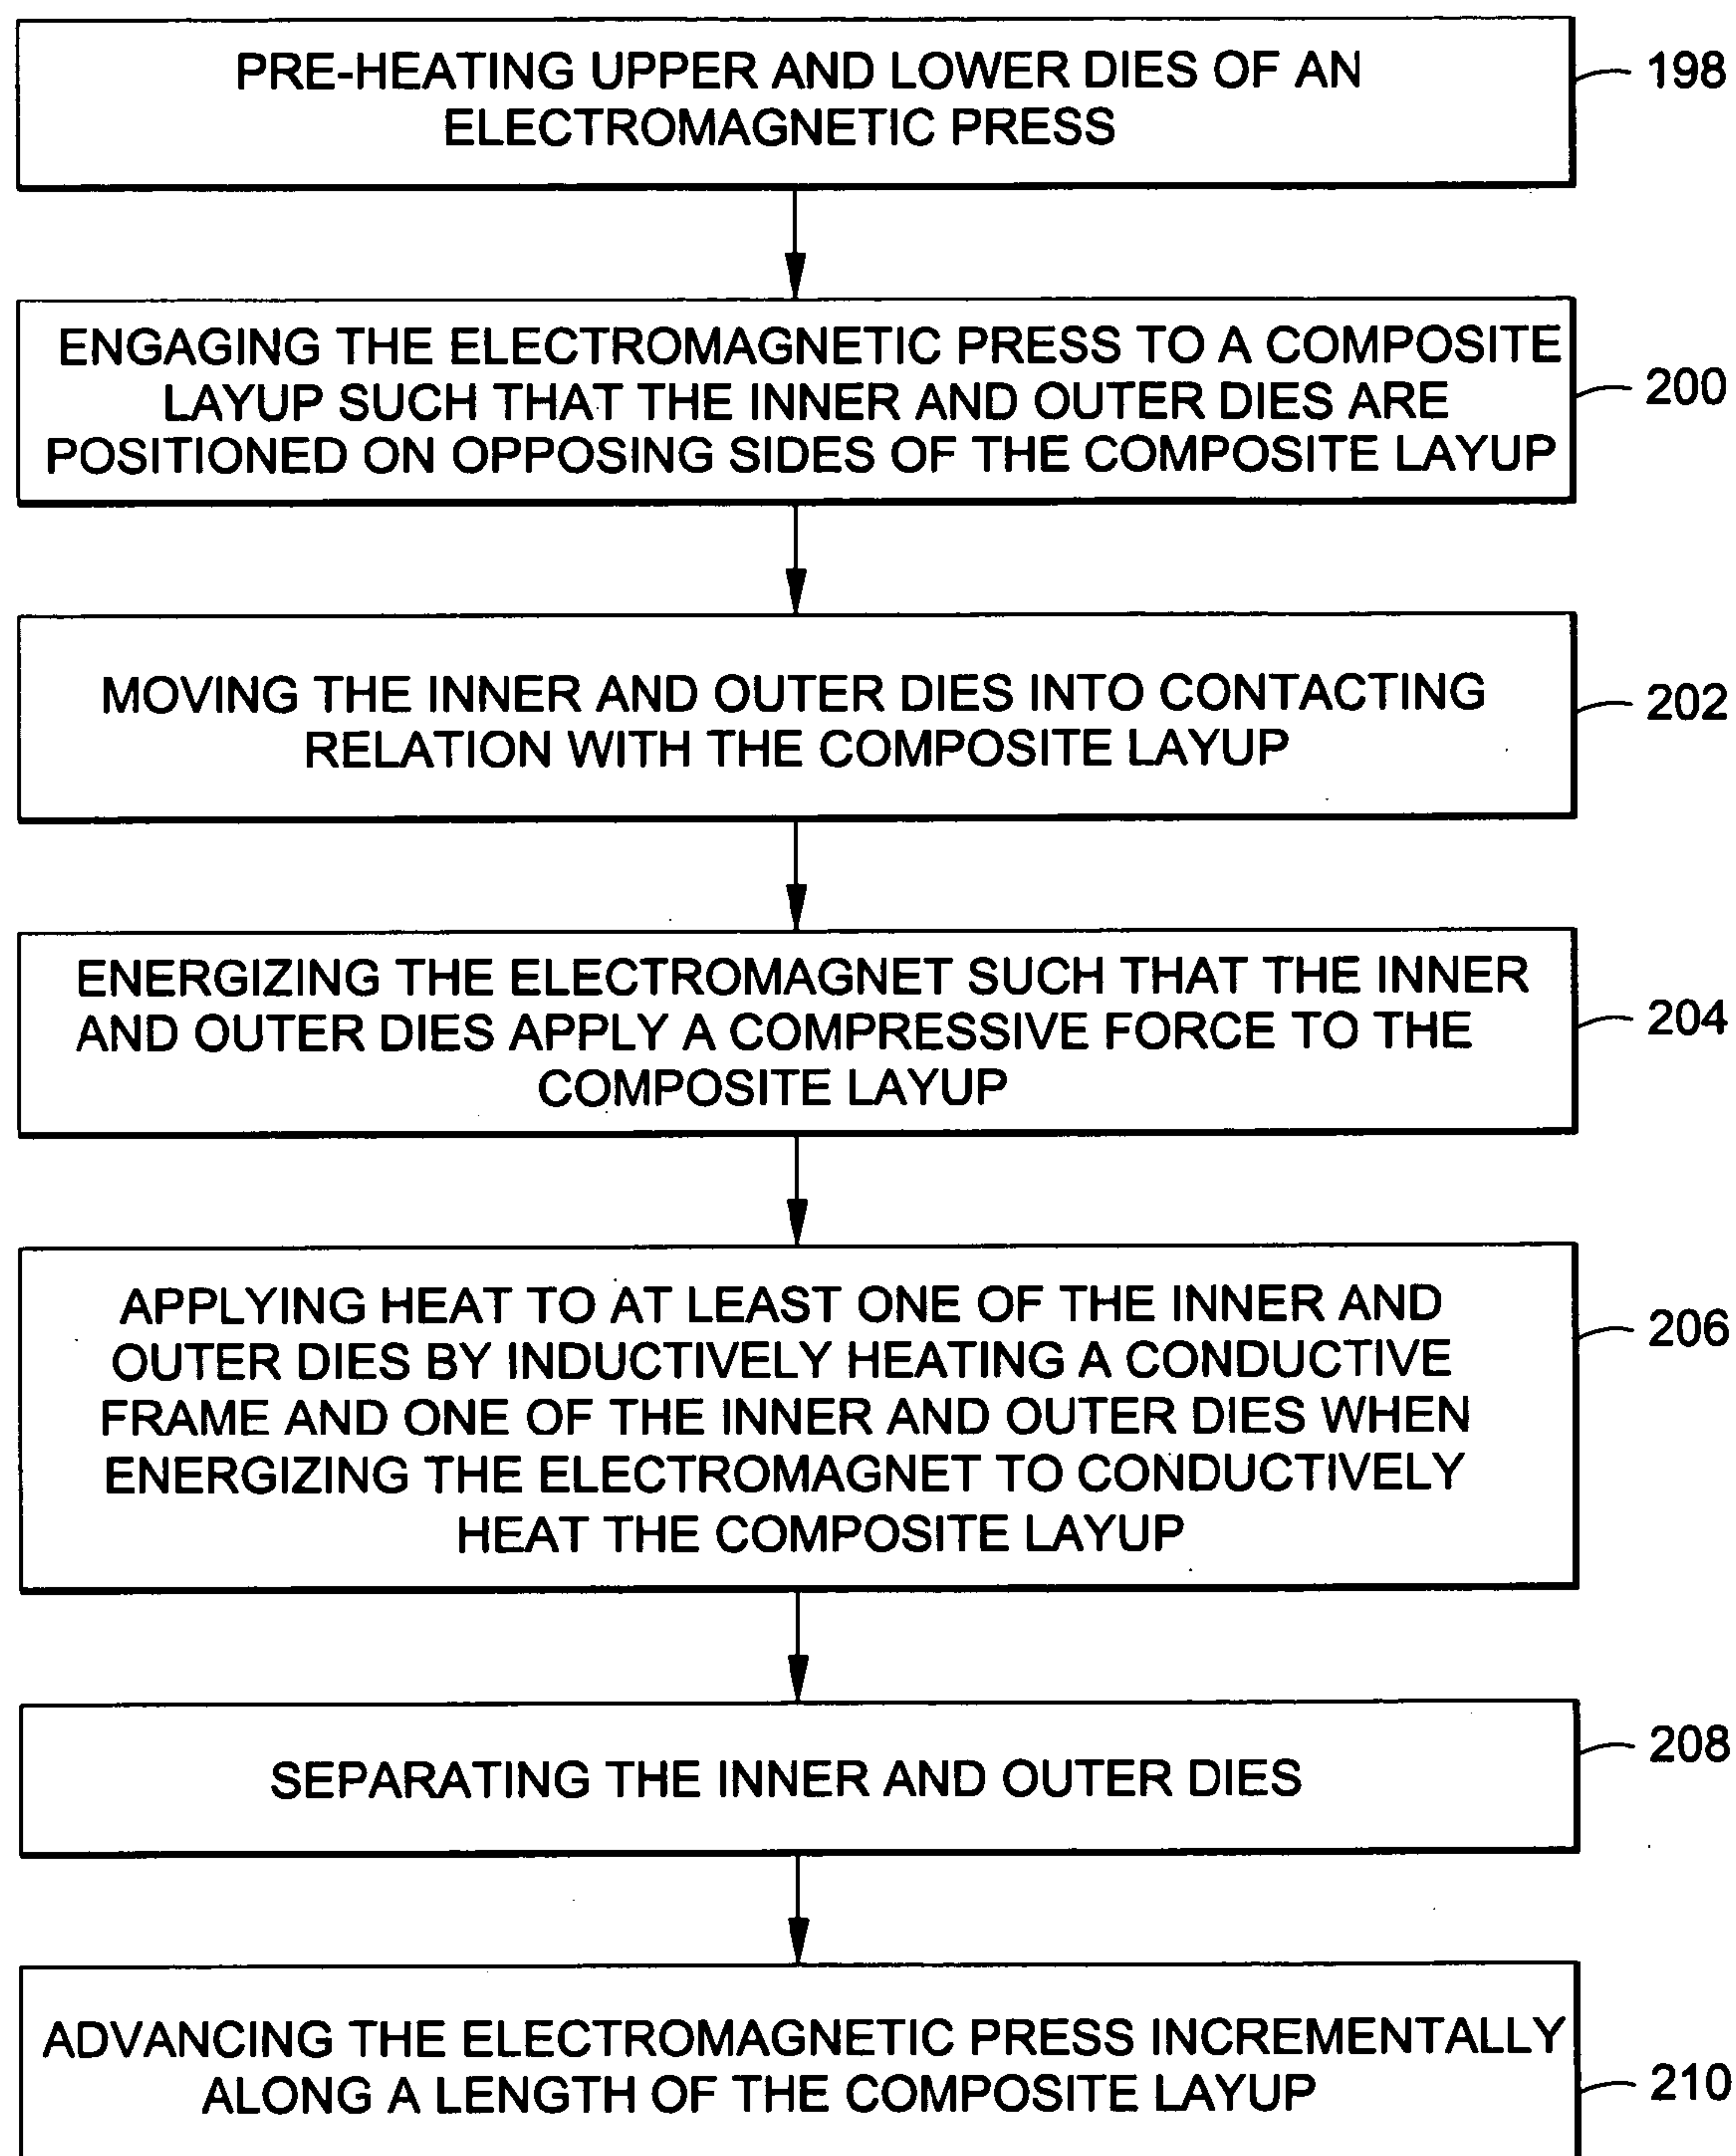 PRE-HEATING UPPER AND LOWER DIES OF AN
ELECTROMAGNETIC PRESS
198
ENGAGING THE ELECTROMAGNETIC PRESS TO A COMPOSITE
LAYUP SUCH THAT THE INNER AND OUTER DIES ARE
POSITIONED ON OPPOSING SIDES OF THE COMPOSITE LAYUP
200
MOVING THE INNER AND OUTER DIES INTO CONTACTING
RELATION WITH THE COMPOSITE LAYUP
202
ENERGIZING THE ELECTROMAGNET SUCH THAT THE INNER
AND OUTER DIES APPLY A COMPRESSIVE FORCE TO THE
COMPOSITE LAYUP
204
APPLYING HEAT TO AT LEAST ONE OF THE INNER AND
OUTER DIES BY INDUCTIVELY HEATING A CONDUCTIVE
FRAME AND ONE OF THE INNER AND OUTER DIES WHEN
ENERGIZING THE ELECTROMAGNET TO CONDUCTIVELY
HEAT THE COMPOSITE LAYUP
206
SEPARATING THE INNER AND OUTER DIES
208
ADVANCING THE ELECTROMAGNETIC PRESS INCREMENTALLY
ALONG A LENGTH OF THE COMPOSITE LAYUP
210